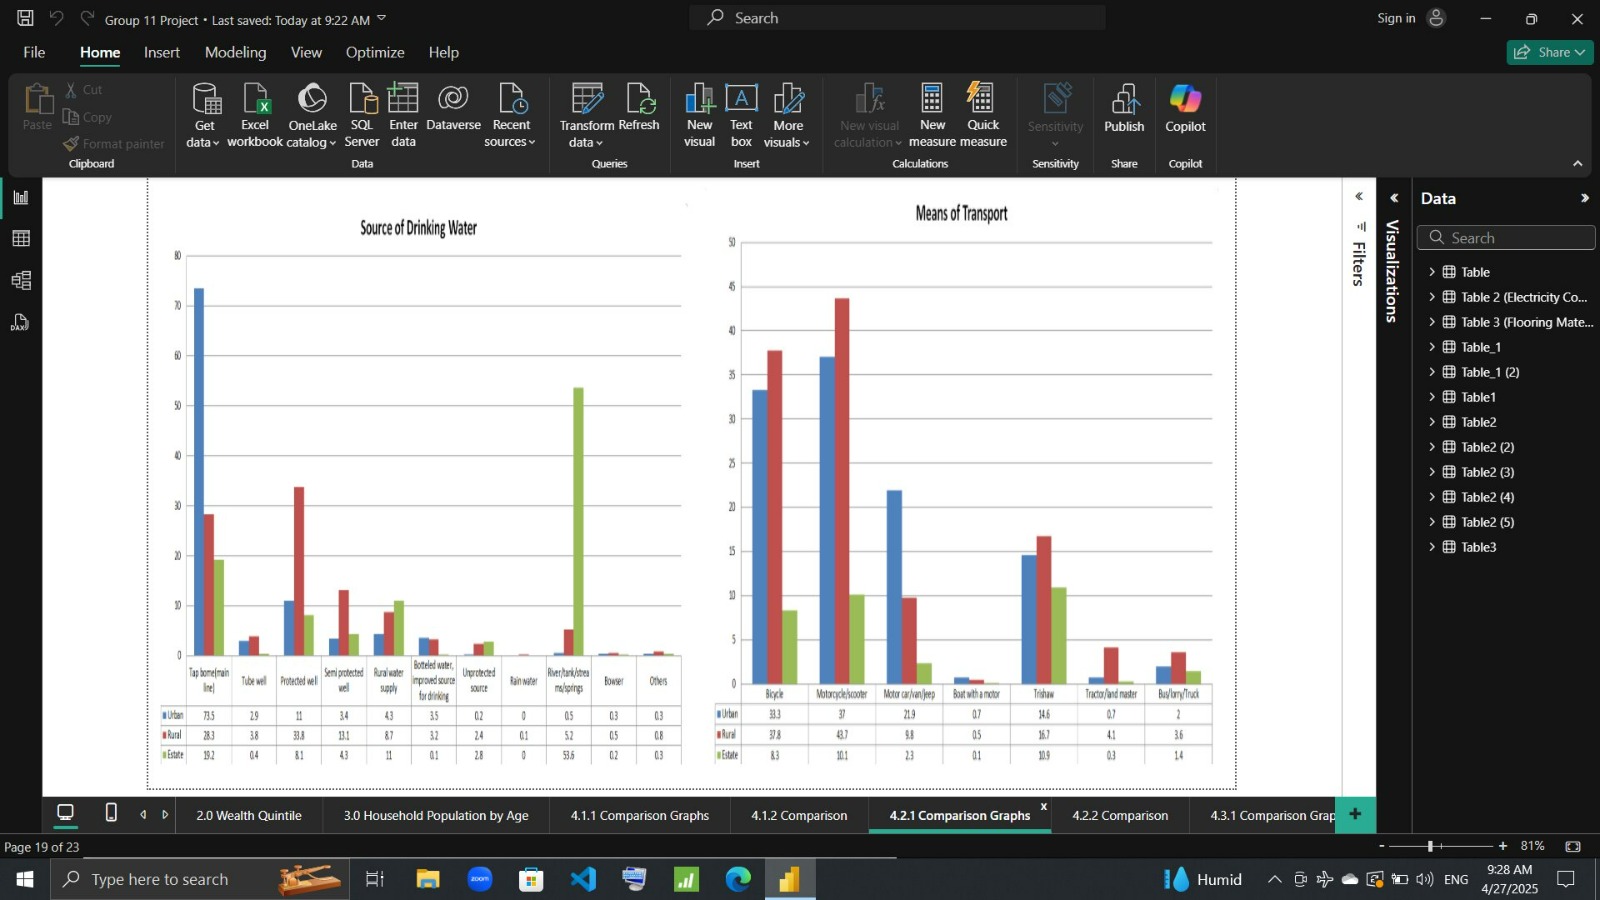 Group 11 Project • Last saved: Today at 9:22 AM
Search
Sign in
File Home Insert Modeling View Optimize Help
Share
Paste
Cut
Copy
Format painter
Clipboard
Get data
Excel workbook
OneLake catalog
SQL Server
Enter data
Dataverse
Recent sources
Data
Transform data
Refresh
Queries
New visual
Text box
More visuals
Insert
New visual calculation
New measure
Quick measure
Calculations
Sensitivity
Sensitivity
Publish
Share
Copilot
Copilot
Source of Drinking Water
80
70
60
50
40
30
20
10
0
Tap home(main line) Tube well Protected well Semi protected well Rural water supply Botteled water, improved source for drinking Unprotected source Rain water River/tank/streams/springs Bowser Others
Urban 73.5 2.9 11 3.4 4.3 3.5 0.2 0 0.5 0.3 0.3
Rural 28.3 3.8 33.8 13.1 8.7 3.2 2.4 0.1 5.2 0.5 0.8
Estate 19.2 0.4 8.1 4.3 11 0.1 2.8 0 53.6 0.2 0.3
Means of Transport
50
45
40
35
30
25
20
15
10
5
0
Bicycle Motorcycle/scooter Motor car/van/jeep Boat with a motor Trishaw Tractor/land master Bus/lorry/Truck
Urban 33.3 37 21.9 0.7 14.6 0.7 2
Rural 37.8 43.7 9.8 0.5 16.7 4.1 3.6
Estate 8.3 10.1 2.3 0.1 10.9 0.3 1.4
Filters
Visualizations
Data
Search
Table
Table 2 (Electricity Co...
Table 3 (Flooring Mate...
Table_1
Table_1 (2)
Table1
Table2
Table2 (2)
Table2 (3)
Table2 (4)
Table2 (5)
Table3
2.0 Wealth Quintile
3.0 Household Population by Age
4.1.1 Comparison Graphs
4.1.2 Comparison
4.2.1 Comparison Graphs
x
4.2.2 Comparison
4.3.1 Comparison Grap
Page 19 of 23
- + 81%
Type here to search
zoom
Humid
ENG
9:28 AM
4/27/2025